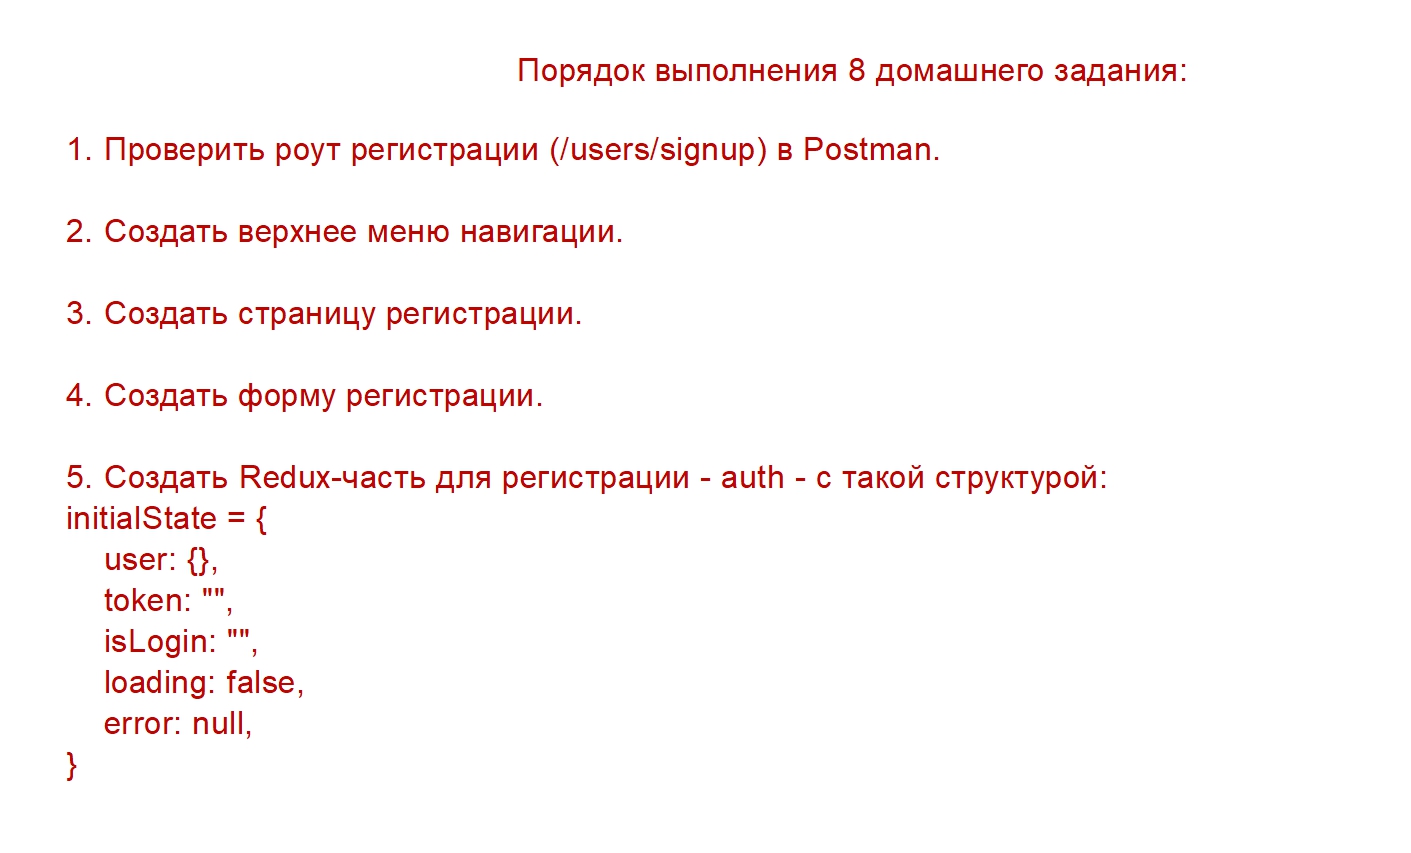 Порядок выполнения 8 домашнего задания:
1. Проверить роут регистрации (/users/signup) в Postman.
2. Создать верхнее меню навигации.
3. Создать страницу регистрации.
4. Создать форму регистрации.
5. Создать Redux-часть для регистрации - auth - с такой структурой:
initialState = {
user: {},
token: "",
isLogin: "",
loading: false,
error: null,
}